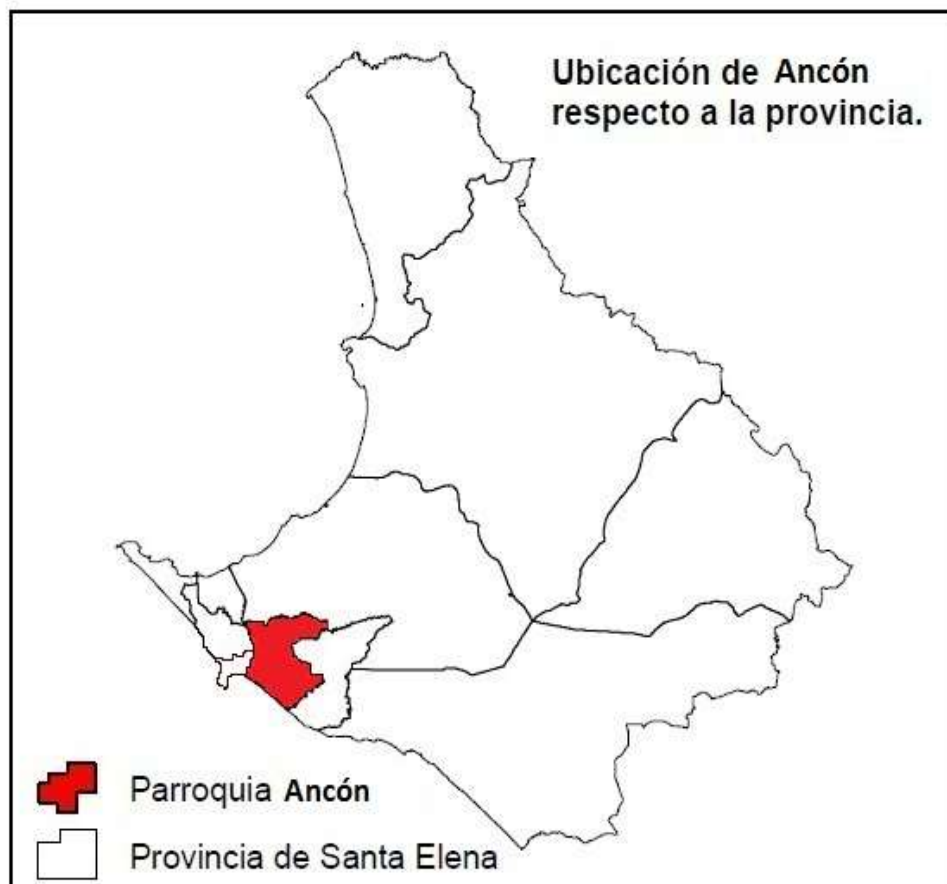 Ubicación de Ancón
respecto a la provincia.
Parroquia Ancón
Provincia de Santa Elena